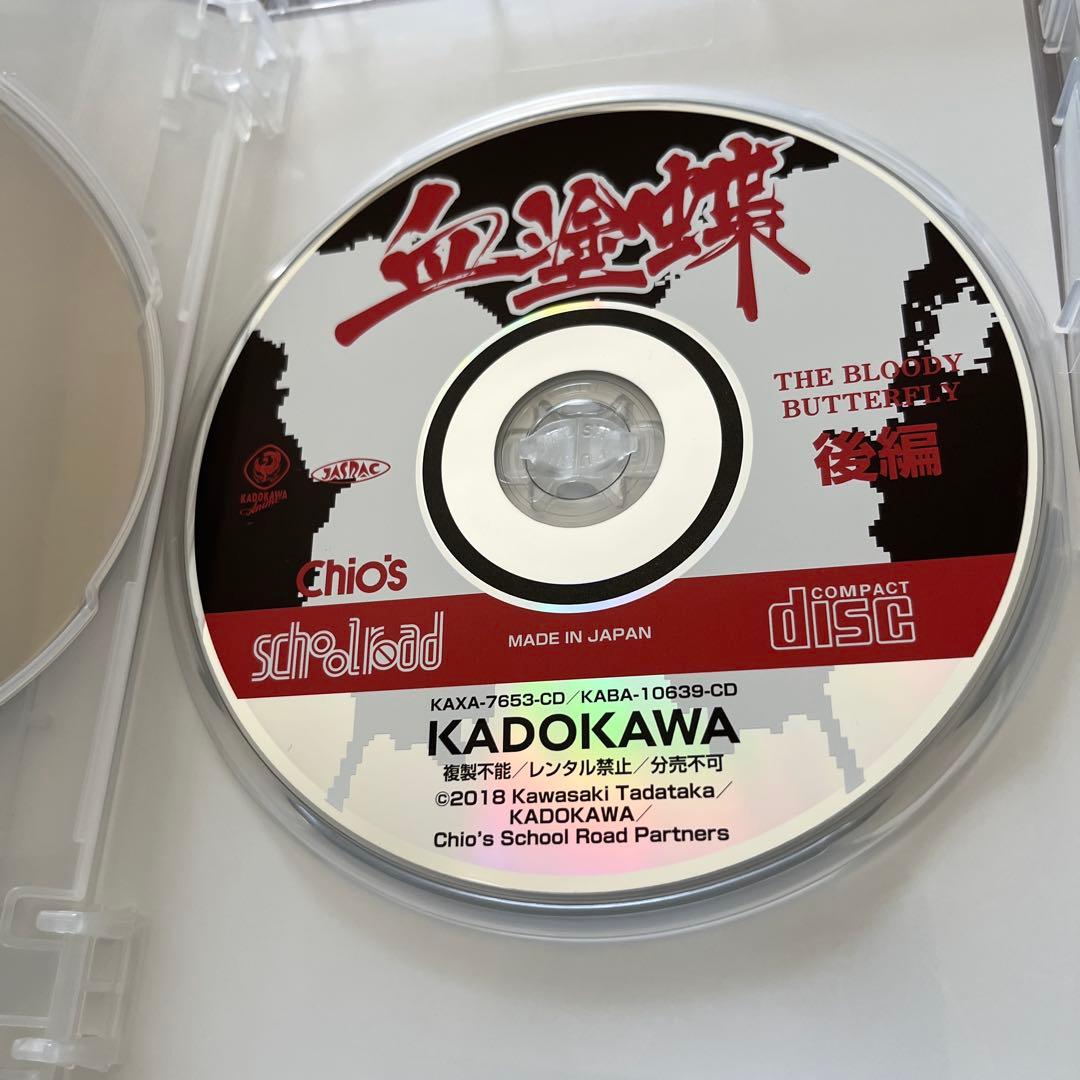 血塗蝶
THE BLOODY
BUTTERFLY
後編
KADOKAWA
Anime
JASRAC
Chio's
school road
MADE IN JAPAN
COMPACT
disc
KAXA-7653-CD/KABA-10639-CD
KADOKAWA
複製不能/レンタル禁止/分売不可
©2018 Kawasaki Tadataka/
KADOKAWA/
Chio's School Road Partners